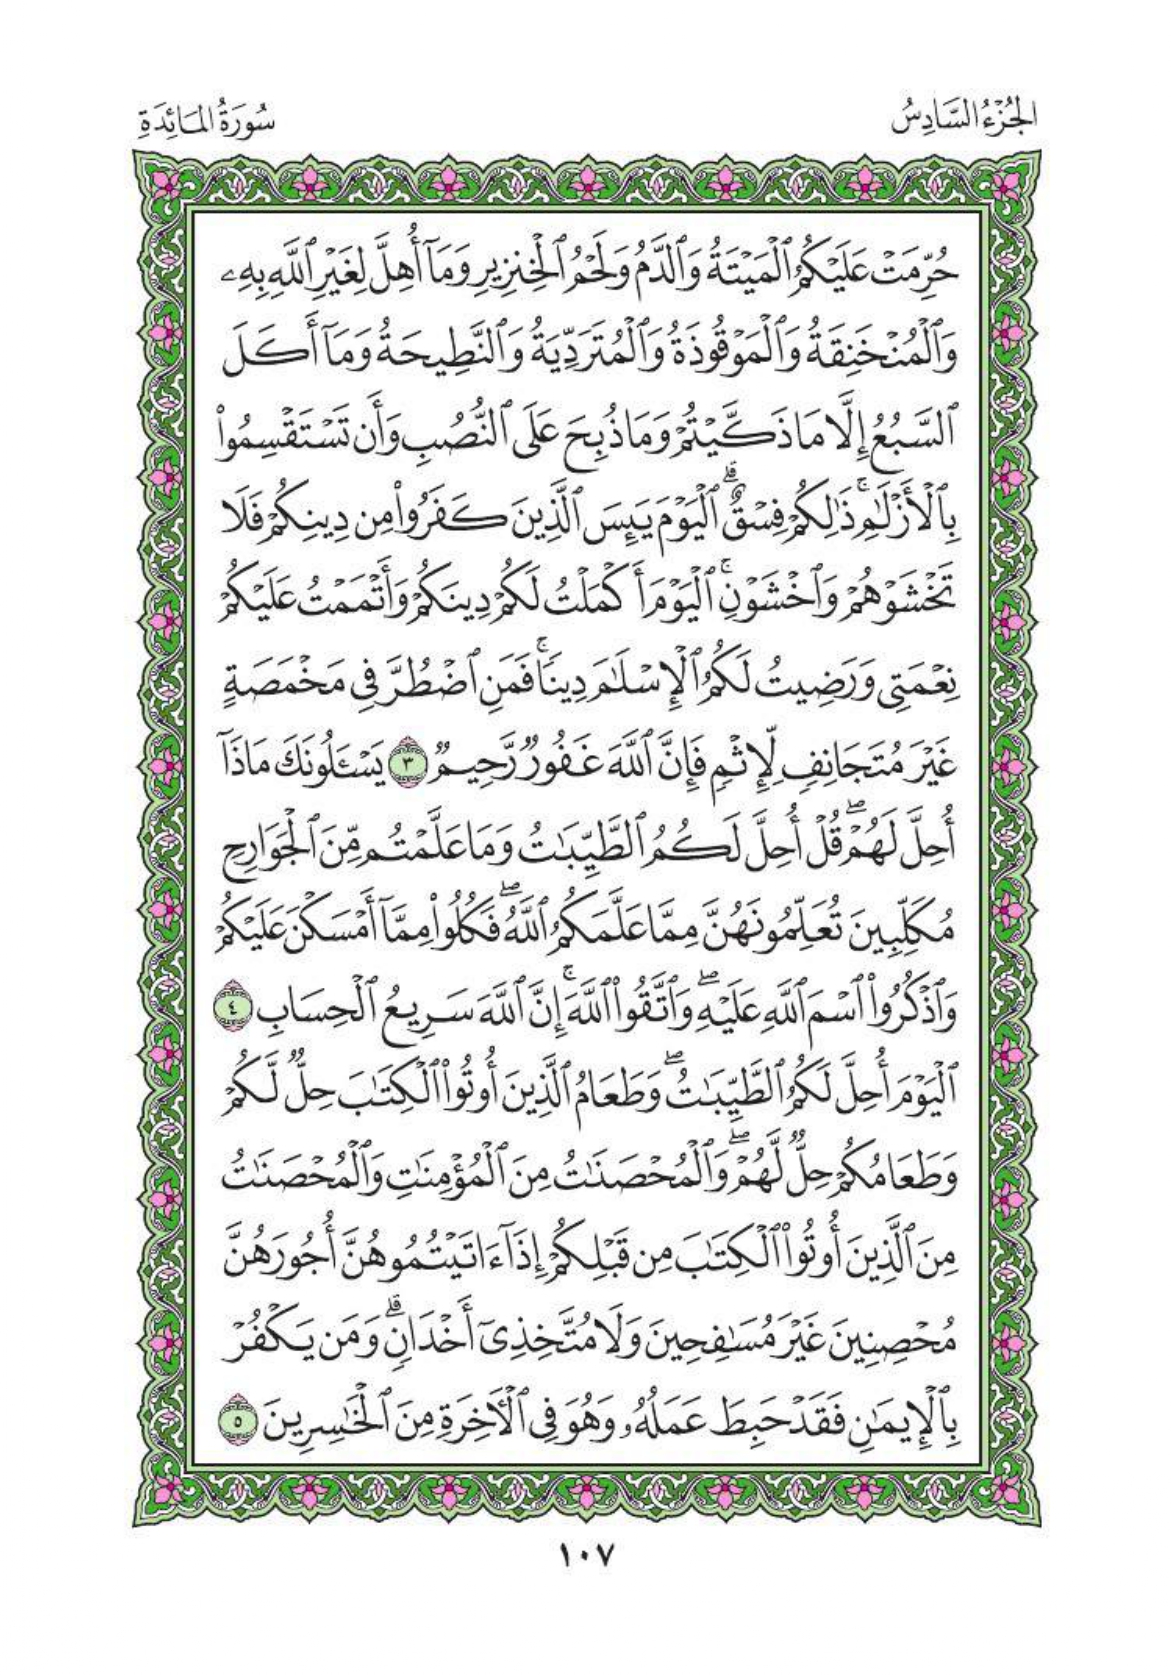 الجُزْءُ السَّادِسُ
سُورَةُ المَائِدَةِ
حُرِّمَتْ عَلَيْكُمُ ٱلْمَيْتَةُ وَٱلدَّمُ وَلَحْمُ ٱلْخِنزِيرِ وَمَآ أُهِلَّ لِغَيْرِ ٱللَّهِ بِهِۦ
وَٱلْمُنْخَنِقَةُ وَٱلْمَوْقُوذَةُ وَٱلْمُتَرَدِّيَةُ وَٱلنَّطِيحَةُ وَمَآ أَكَلَ
ٱلسَّبُعُ إِلَّا مَا ذَكَّيْتُمْ وَمَا ذُبِحَ عَلَى ٱلنُّصُبِ وَأَن تَسْتَقْسِمُوا۟
بِٱلْأَزْلَٰمِ ۚ ذَٰلِكُمْ فِسْقٌ ۗ ٱلْيَوْمَ يَئِسَ ٱلَّذِينَ كَفَرُوا۟ مِن دِينِكُمْ فَلَا
تَخْشَوْهُمْ وَٱخْشَوْنِ ۚ ٱلْيَوْمَ أَكْمَلْتُ لَكُمْ دِينَكُمْ وَأَتْمَمْتُ عَلَيْكُمْ
نِعْمَتِى وَرَضِيتُ لَكُمُ ٱلْإِسْلَٰمَ دِينًا ۚ فَمَنِ ٱضْطُرَّ فِى مَخْمَصَةٍ
غَيْرَ مُتَجَانِفٍ لِّإِثْمٍ فَإِنَّ ٱللَّهَ غَفُورٌ رَّحِيمٌ ٣ يَسْـَٔلُونَكَ مَاذَآ
أُحِلَّ لَهُمْ ۖ قُلْ أُحِلَّ لَكُمُ ٱلطَّيِّبَٰتُ وَمَا عَلَّمْتُم مِّنَ ٱلْجَوَارِحِ
مُكَلِّبِينَ تُعَلِّمُونَهُنَّ مِمَّا عَلَّمَكُمُ ٱللَّهُ ۖ فَكُلُوا۟ مِمَّآ أَمْسَكْنَ عَلَيْكُمْ
وَٱذْكُرُوا۟ ٱسْمَ ٱللَّهِ عَلَيْهِ ۖ وَٱتَّقُوا۟ ٱللَّهَ ۚ إِنَّ ٱللَّهَ سَرِيعُ ٱلْحِسَابِ ٤
ٱلْيَوْمَ أُحِلَّ لَكُمُ ٱلطَّيِّبَٰتُ ۖ وَطَعَامُ ٱلَّذِينَ أُوتُوا۟ ٱلْكِتَٰبَ حِلٌّ لَّكُمْ
وَطَعَامُكُمْ حِلٌّ لَّهُمْ ۖ وَٱلْمُحْصَنَٰتُ مِنَ ٱلْمُؤْمِنَٰتِ وَٱلْمُحْصَنَٰتُ
مِنَ ٱلَّذِينَ أُوتُوا۟ ٱلْكِتَٰبَ مِن قَبْلِكُمْ إِذَآ ءَاتَيْتُمُوهُنَّ أُجُورَهُنَّ
مُحْصِنِينَ غَيْرَ مُسَٰفِحِينَ وَلَا مُتَّخِذِىٓ أَخْدَانٍ ۗ وَمَن يَكْفُرْ
بِٱلْإِيمَٰنِ فَقَدْ حَبِطَ عَمَلُهُۥ وَهُوَ فِى ٱلْءَاخِرَةِ مِنَ ٱلْخَٰسِرِينَ ٥
١٠٧